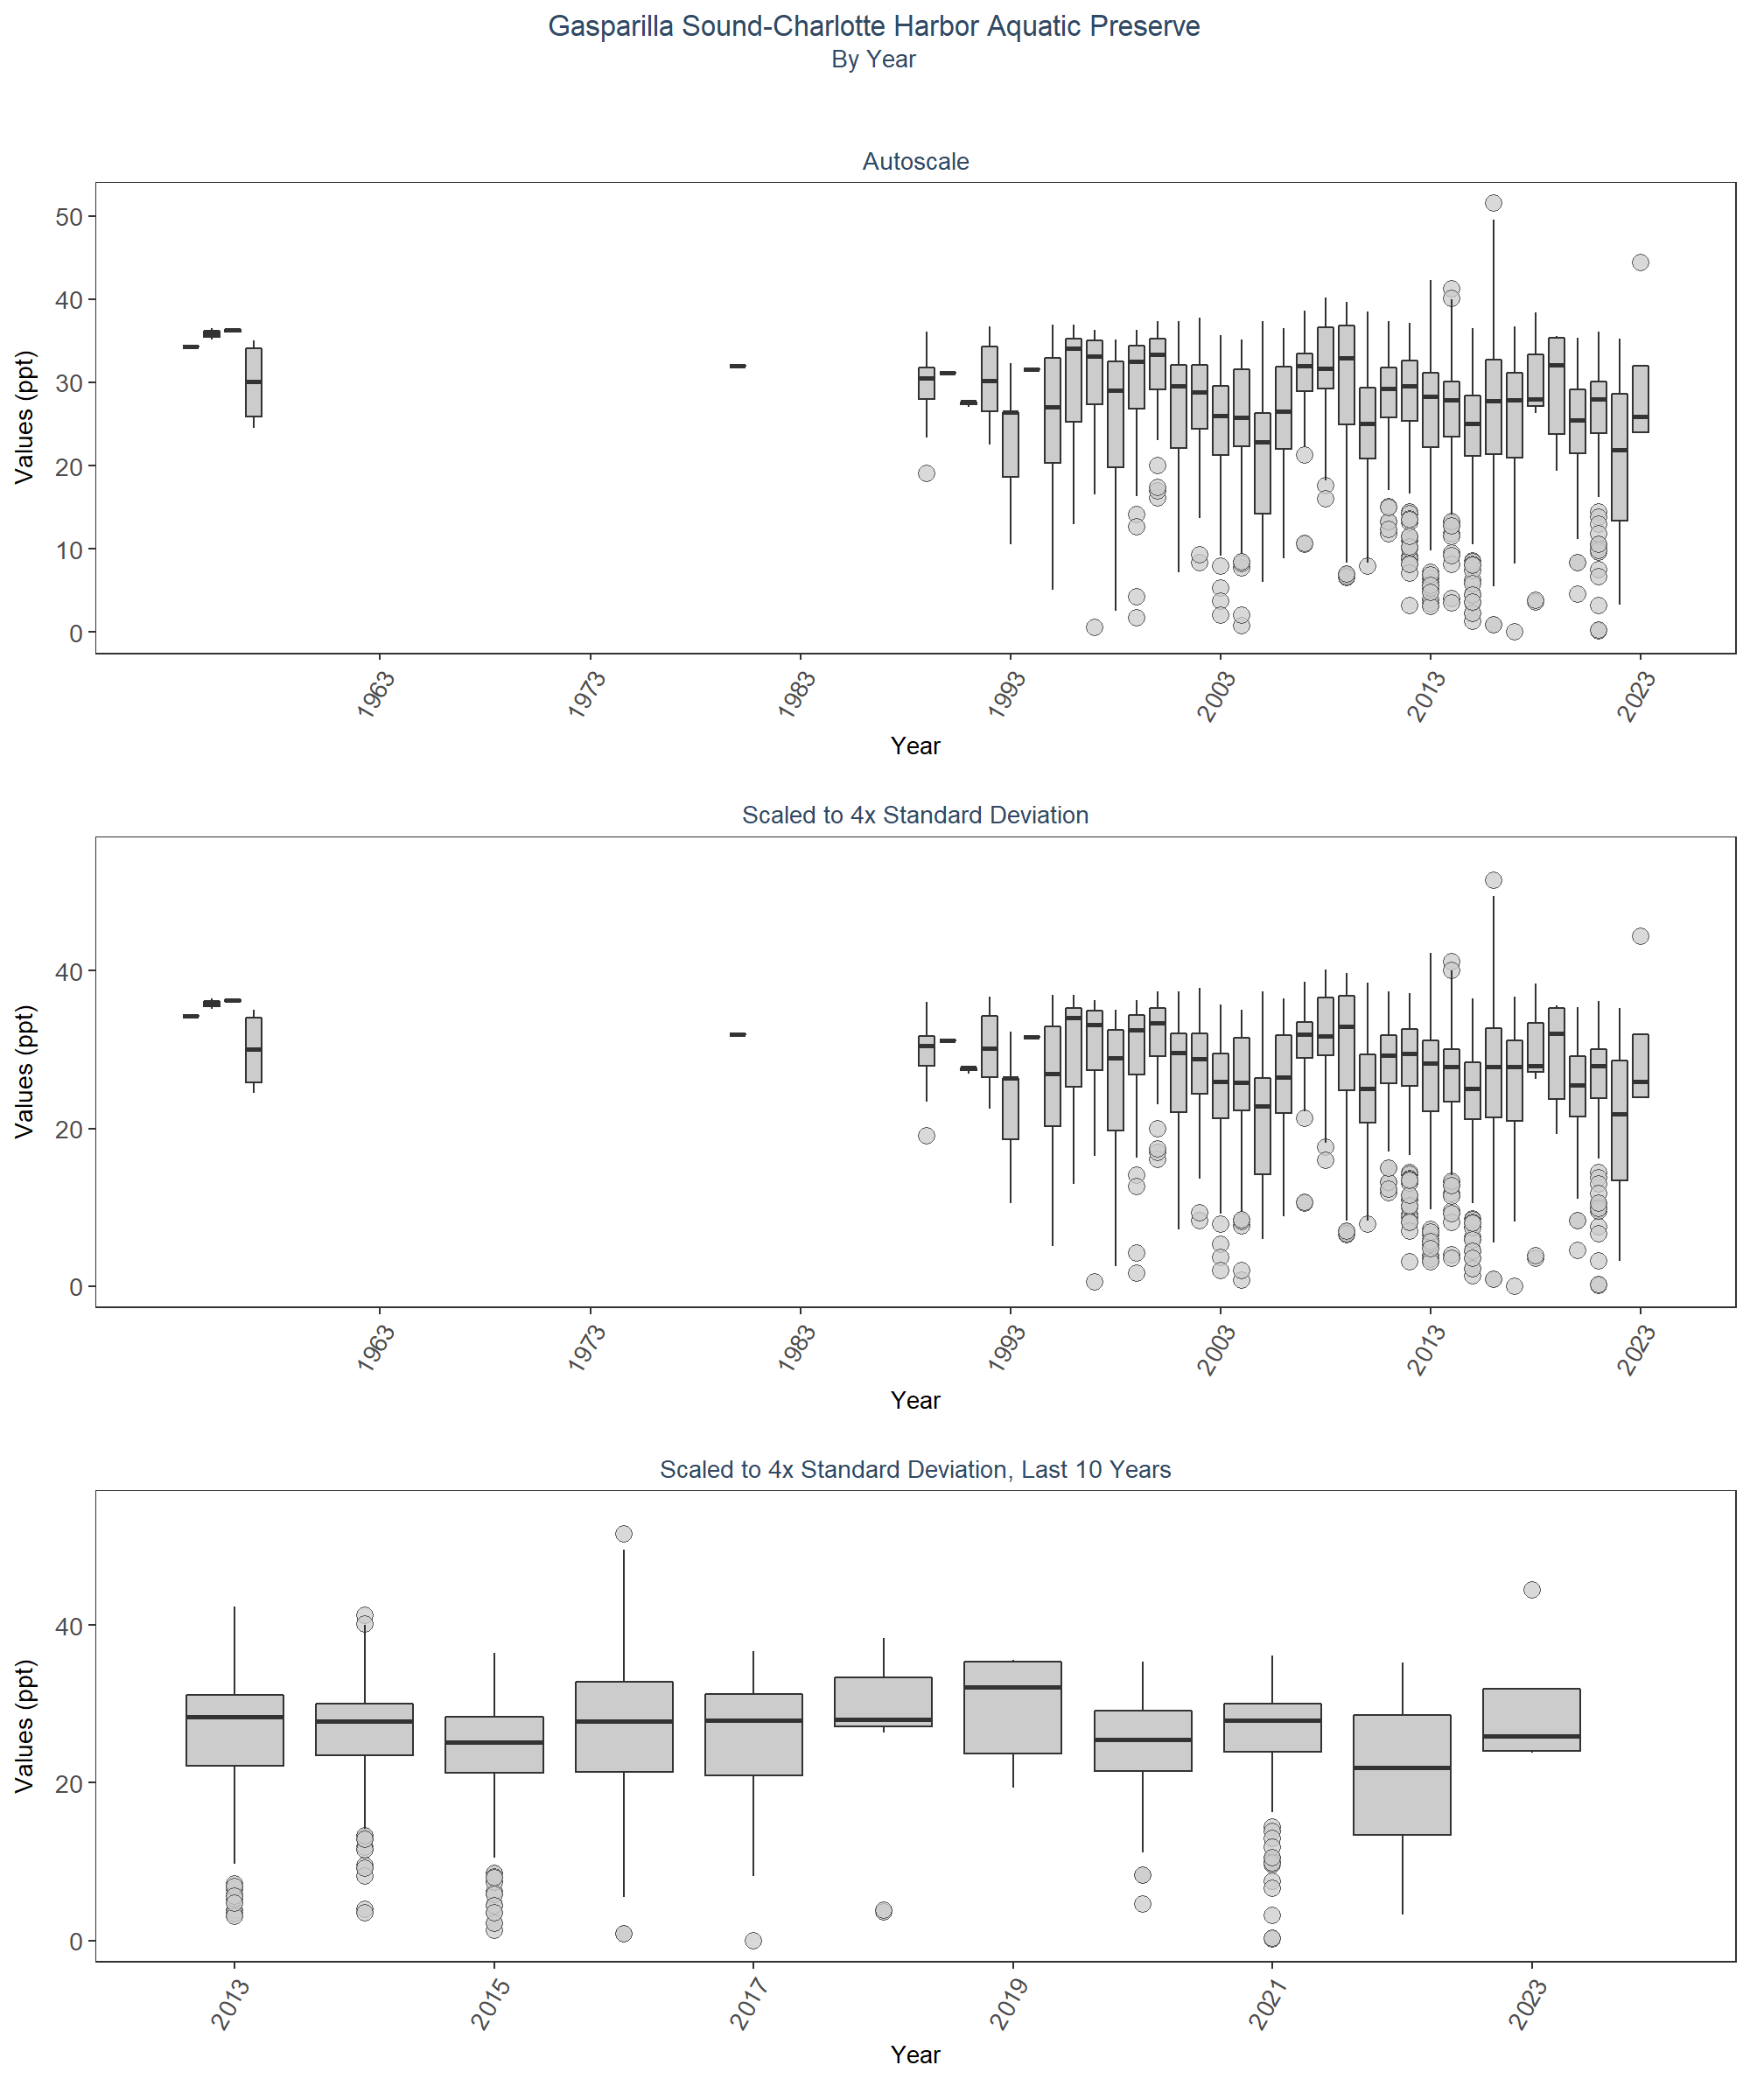 Gasparilla Sound-Charlotte Harbor Aquatic Preserve
By Year
Autoscale
Values (ppt)
50
40
30
20
10
0
1963
1973
1983
1993
2003
2013
2023
Year
Scaled to 4x Standard Deviation
Values (ppt)
40
20
0
1963
1973
1983
1993
2003
2013
2023
Year
Scaled to 4x Standard Deviation, Last 10 Years
Values (ppt)
40
20
0
2013
2015
2017
2019
2021
2023
Year